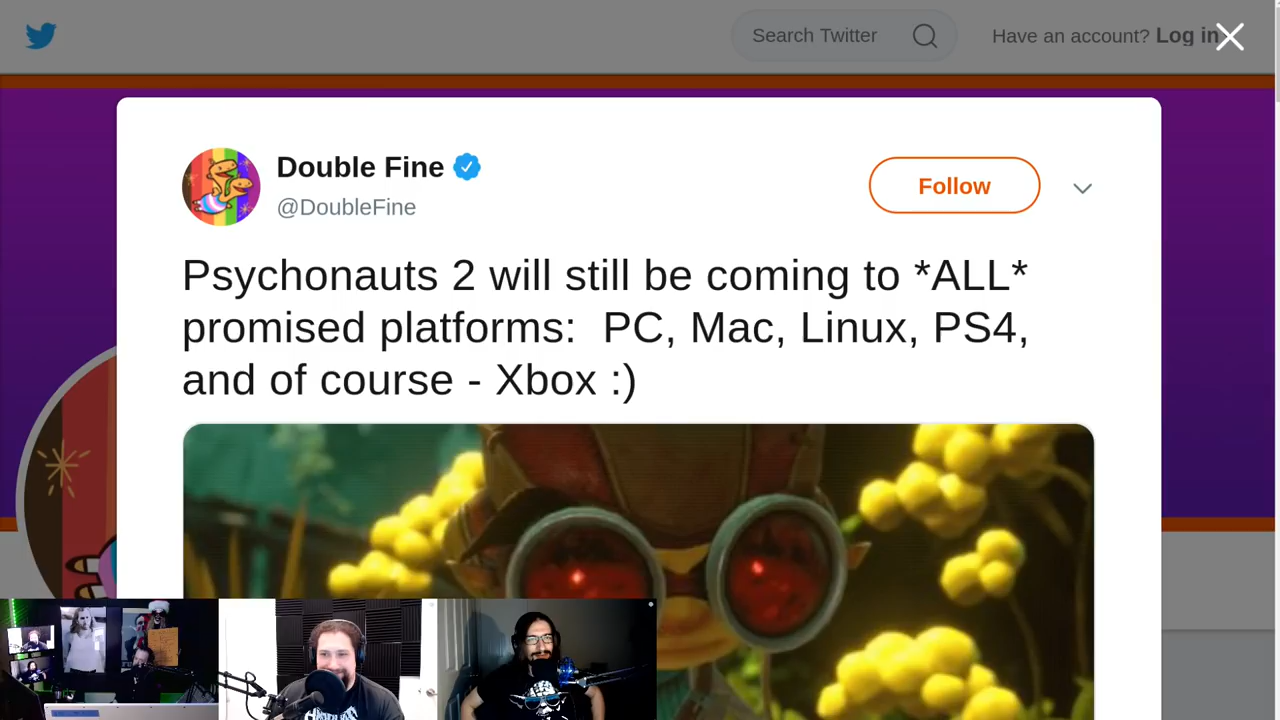 Search Twitter
Have an account? Log in
Double Fine
@DoubleFine
Follow
Psychonauts 2 will still be coming to *ALL*
promised platforms:  PC, Mac, Linux, PS4,
and of course - Xbox :)